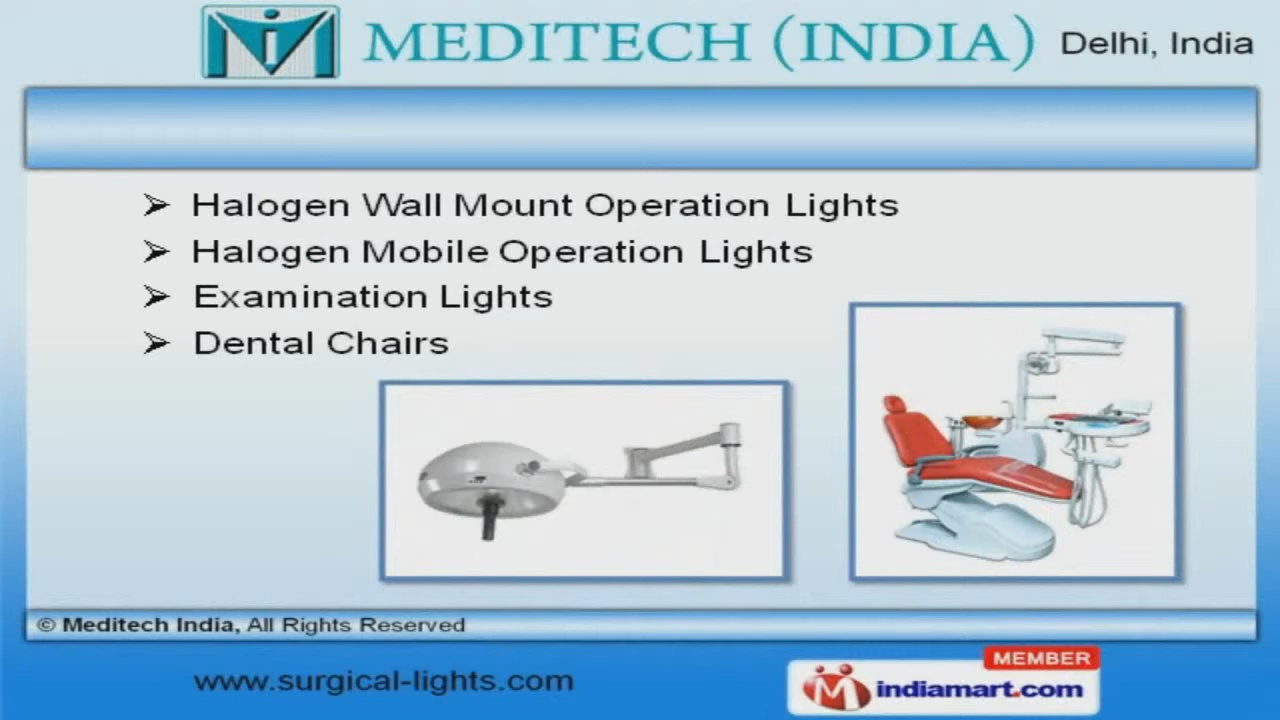 MEDITECH (INDIA) Delhi, India
➢ Halogen Wall Mount Operation Lights
➢ Halogen Mobile Operation Lights
➢ Examination Lights
➢ Dental Chairs
© Meditech India, All Rights Reserved
www.surgical-lights.com
MEMBER
indiamart.com